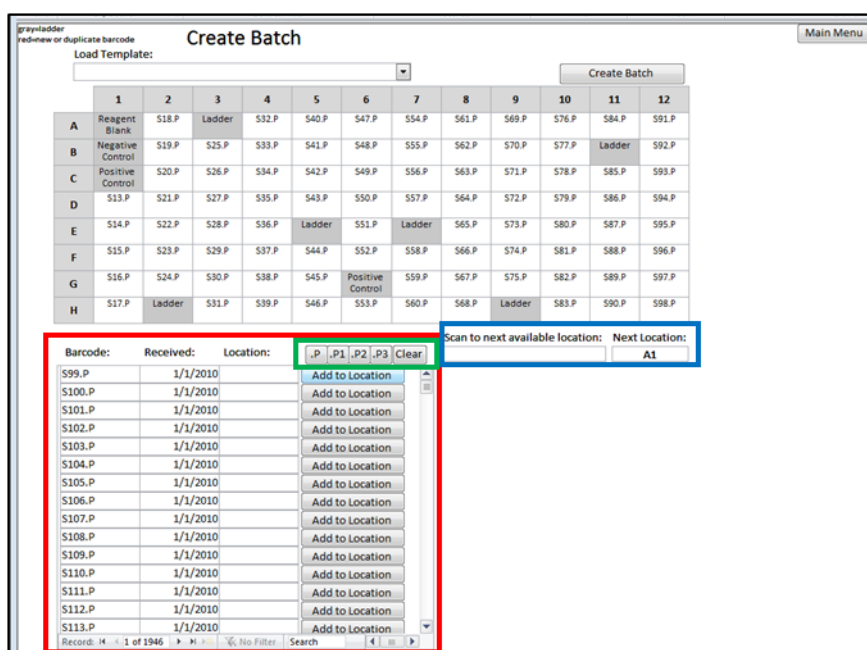 gray=ladder
red=new or duplicate barcode
Create Batch
Main Menu
Load Template:
Create Batch
1 2 3 4 5 6 7 8 9 10 11 12
A Reagent Blank S18.P Ladder S32.P S40.P S47.P S54.P S61.P S69.P S76.P S84.P S91.P
B Negative Control S19.P S25.P S33.P S41.P S48.P S55.P S62.P S70.P S77.P Ladder S92.P
C Positive Control S20.P S26.P S34.P S42.P S49.P S56.P S63.P S71.P S78.P S85.P S93.P
D S13.P S21.P S27.P S35.P S43.P S50.P S57.P S64.P S72.P S79.P S86.P S94.P
E S14.P S22.P S28.P S36.P Ladder S51.P Ladder S65.P S73.P S80.P S87.P S95.P
F S15.P S23.P S29.P S37.P S44.P S52.P S58.P S66.P S74.P S81.P S88.P S96.P
G S16.P S24.P S30.P S38.P S45.P Positive Control S59.P S67.P S75.P S82.P S89.P S97.P
H S17.P Ladder S31.P S39.P S46.P S53.P S60.P S68.P Ladder S83.P S90.P S98.P
Scan to next available location: Next Location:
A1
Barcode: Received: Location: .P .P1 .P2 .P3 Clear
S99.P 1/1/2010 Add to Location
S100.P 1/1/2010 Add to Location
S101.P 1/1/2010 Add to Location
S102.P 1/1/2010 Add to Location
S103.P 1/1/2010 Add to Location
S104.P 1/1/2010 Add to Location
S105.P 1/1/2010 Add to Location
S106.P 1/1/2010 Add to Location
S107.P 1/1/2010 Add to Location
S108.P 1/1/2010 Add to Location
S109.P 1/1/2010 Add to Location
S110.P 1/1/2010 Add to Location
S111.P 1/1/2010 Add to Location
S112.P 1/1/2010 Add to Location
S113.P 1/1/2010 Add to Location
Record: 1 of 1946 No Filter Search